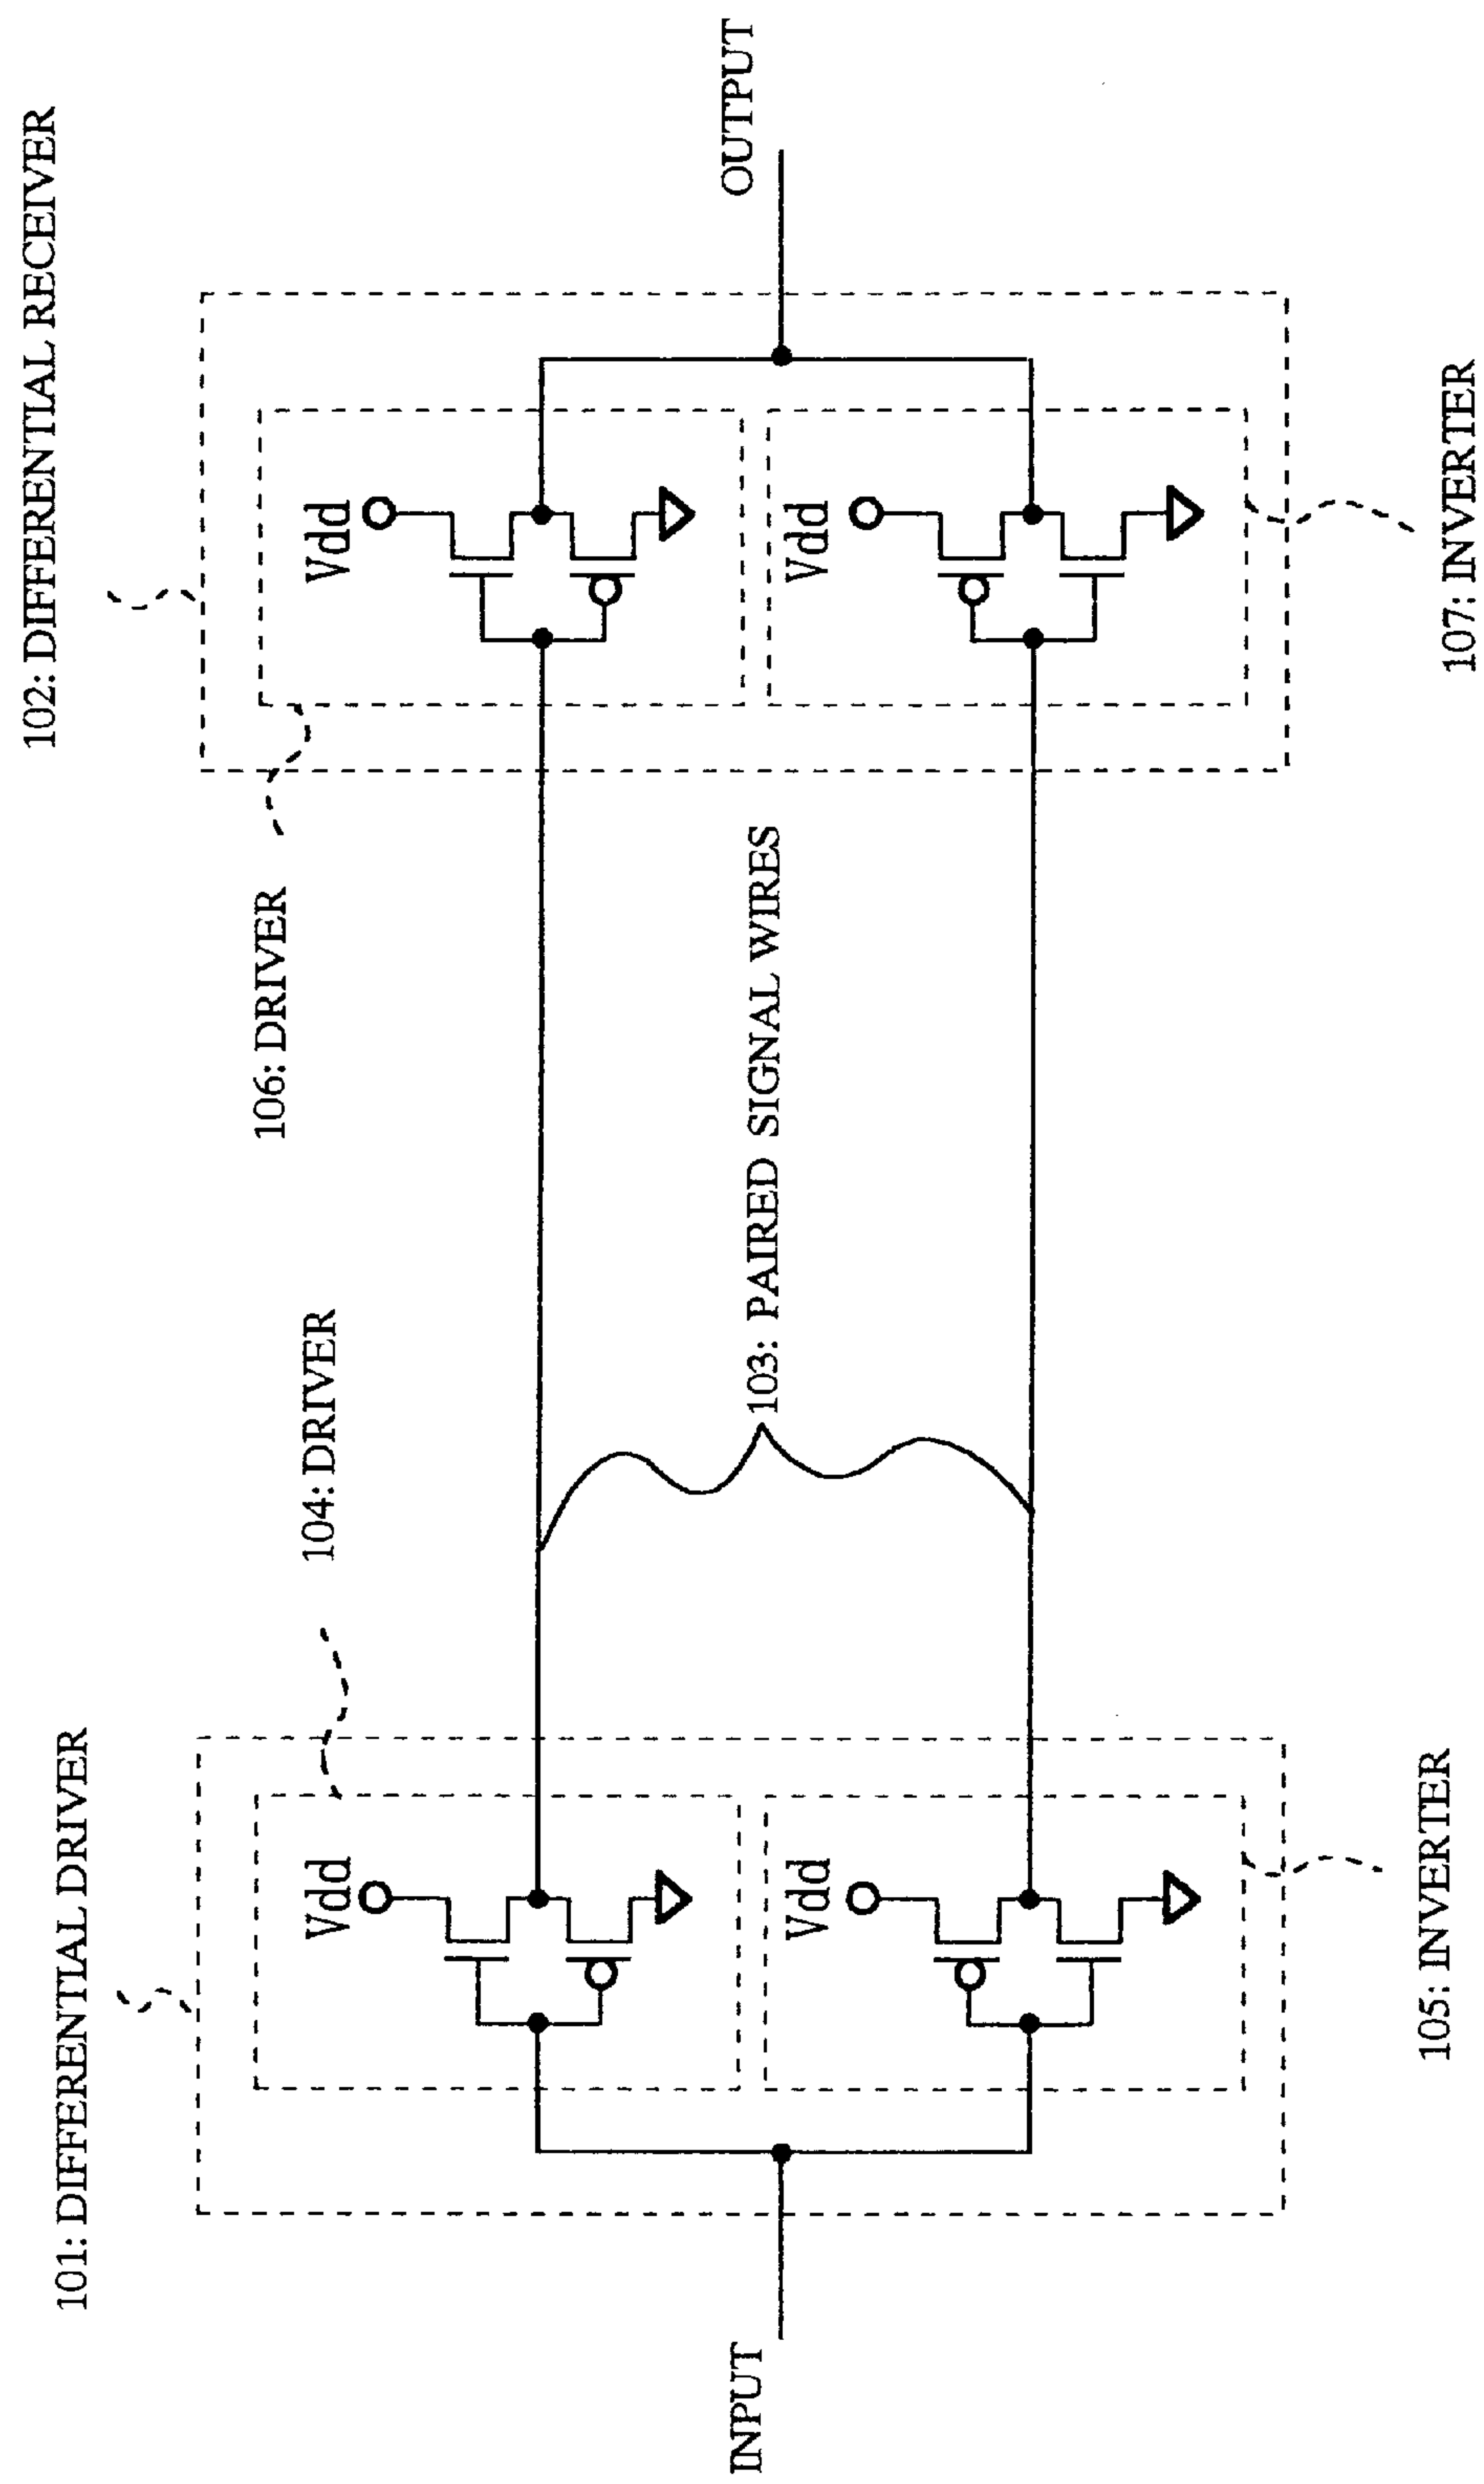 101: DIFFERENTIAL DRIVER
102: DIFFERENTIAL RECEIVER
104: DRIVER
106: DRIVER
Vdd
Vdd
INPUT
103: PAIRED SIGNAL WIRES
OUTPUT
Vdd
Vdd
105: INVERTER
107: INVERTER